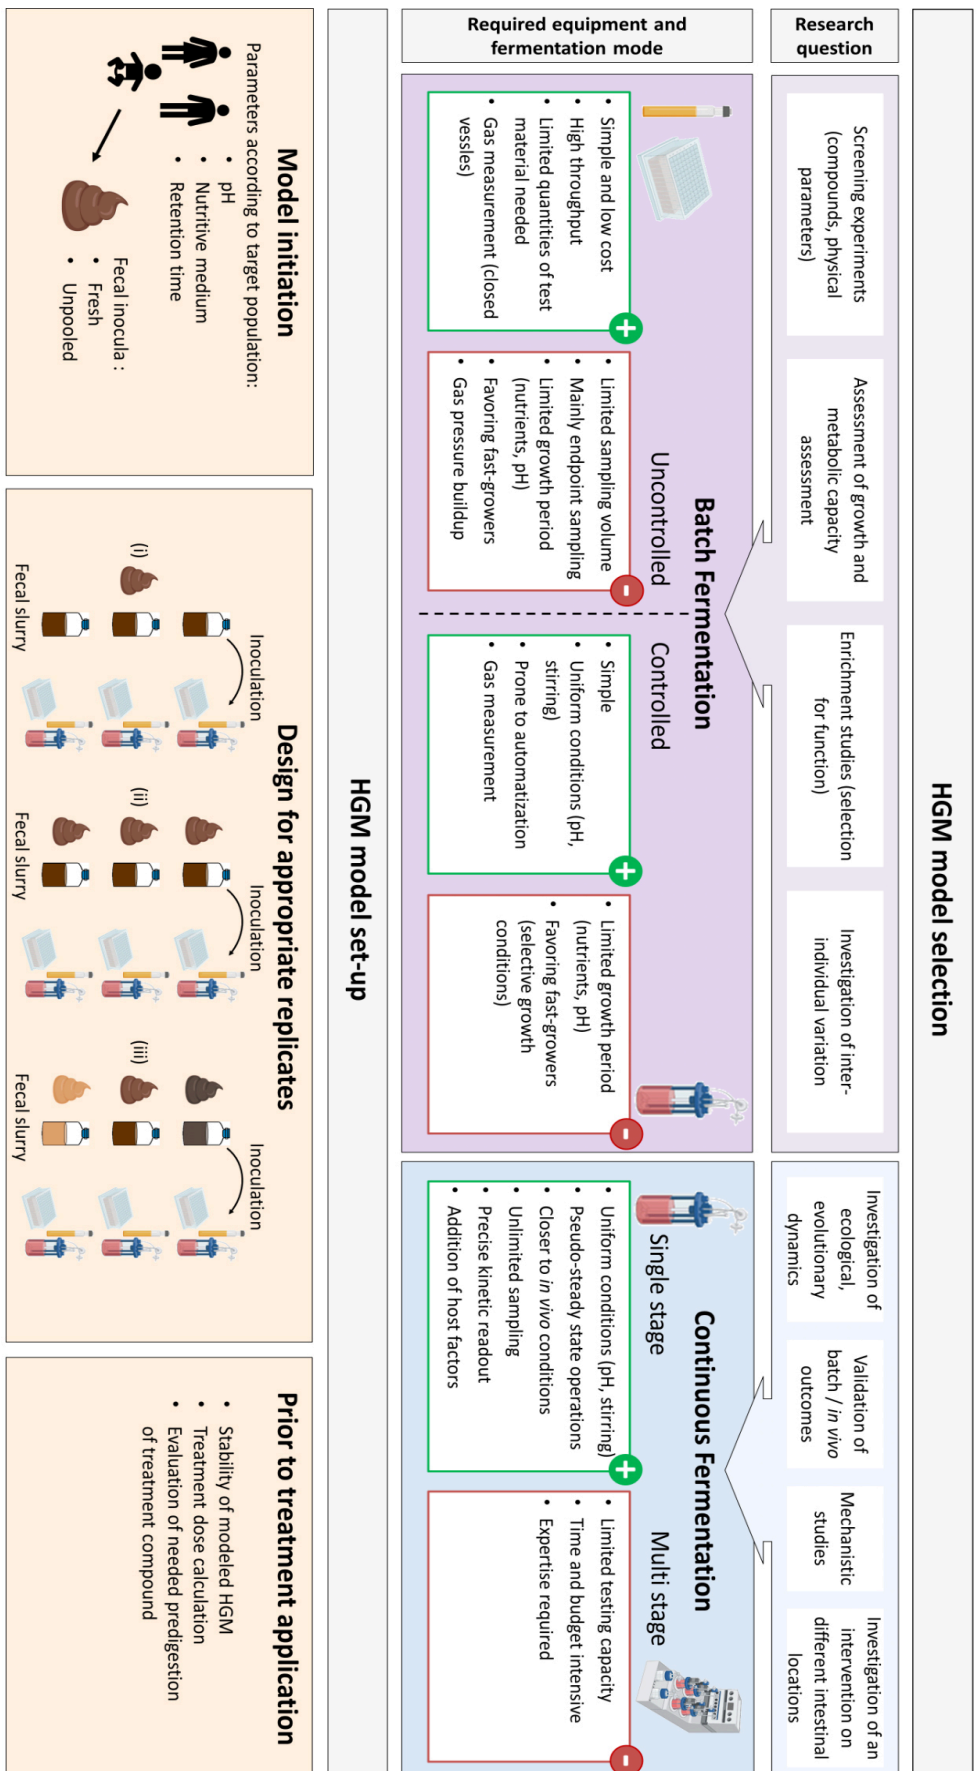 HGM model selection
Research
question
Screening experiments
(compounds, physical
parameters)
Assessment of growth and
metabolic capacity
assessment
Enrichment studies (selection
for function)
Investigation of inter-
individual variation
Investigation of
ecological,
evolutionary
dynamics
Validation of
batch / in vivo
outcomes
Mechanistic
studies
Investigation of an
intervention on
different intestinal
locations
Required equipment and
fermentation mode
Batch Fermentation
Uncontrolled
Controlled
• Simple and low cost
• High throughput
• Limited quantities of test
material needed
• Gas measurement (closed
vessles)
+
• Limited sampling volume
• Mainly endpoint sampling
• Limited growth period
(nutrients, pH)
• Favoring fast-growers
• Gas pressure buildup
-
• Simple
• Uniform conditions (pH,
stirring)
• Prone to automatization
• Gas measurement
+
• Limited growth period
(nutrients, pH)
• Favoring fast-growers
(selective growth
conditions)
-
Continuous Fermentation
Single stage
Multi stage
• Uniform conditions (pH, stirring)
• Pseudo-steady state operations
• Closer to in vivo conditions
• Unlimited sampling
• Precise kinetic readout
• Addition of host factors
+
• Limited testing capacity
• Time and budget intensive
• Expertise required
-
HGM model set-up
Model initiation
Parameters according to target population:
• pH
• Nutritive medium
• Retention time
Fecal inocula :
• Fresh
• Unpooled
Design for appropriate replicates
Inoculation
(i)
Fecal slurry
Inoculation
(ii)
Fecal slurry
Inoculation
(iii)
Fecal slurry
Prior to treatment application
• Stability of modeled HGM
• Treatment dose calculation
• Evaluation of needed predigestion
of treatment compound